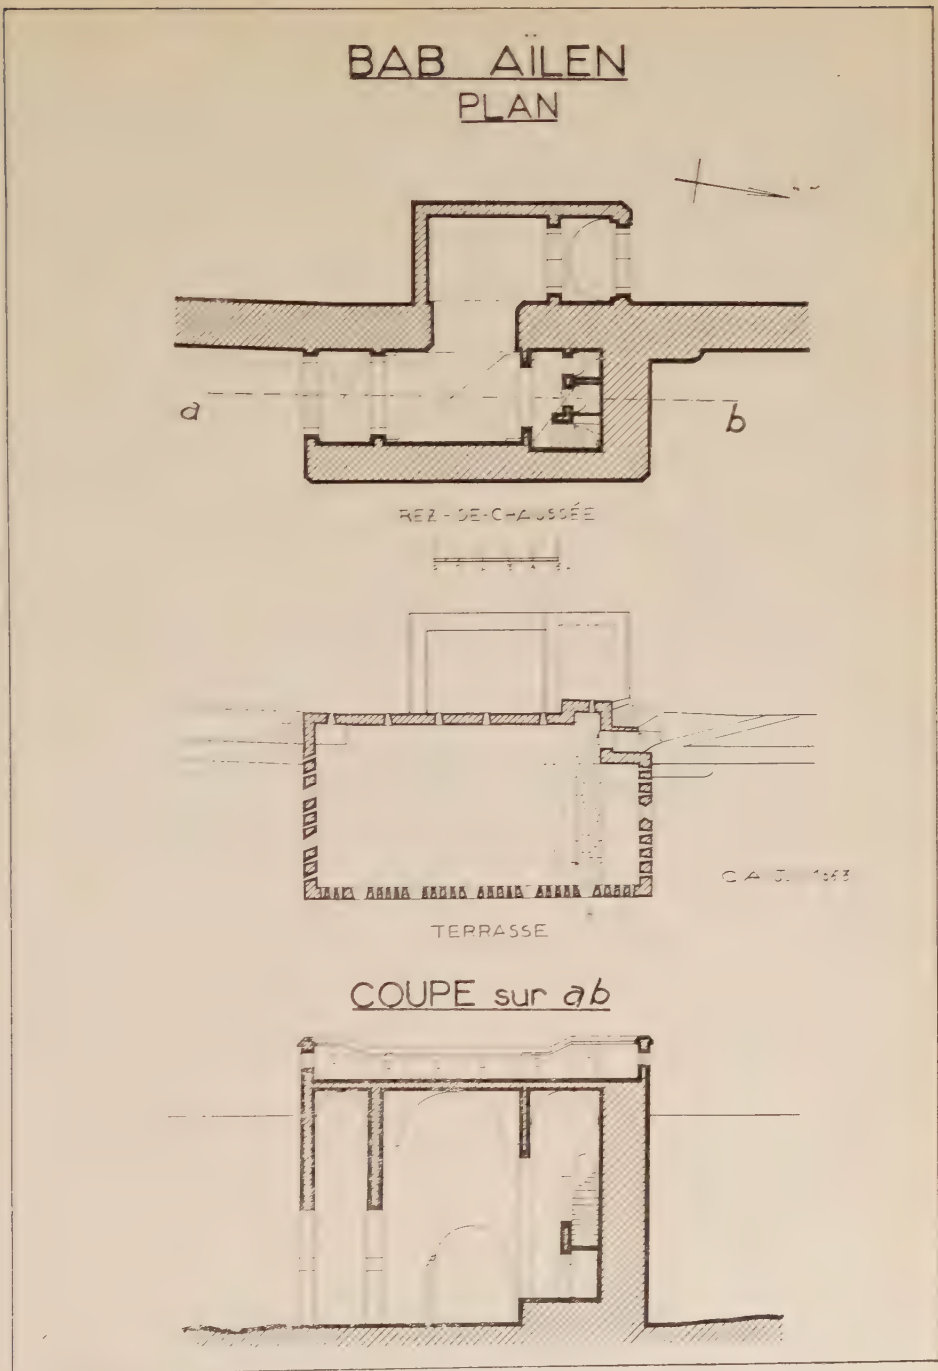 BAB AÏLEN
PLAN
a
b
REZ-DE-CHAUSSÉE
TERRASSE
COUPE sur ab